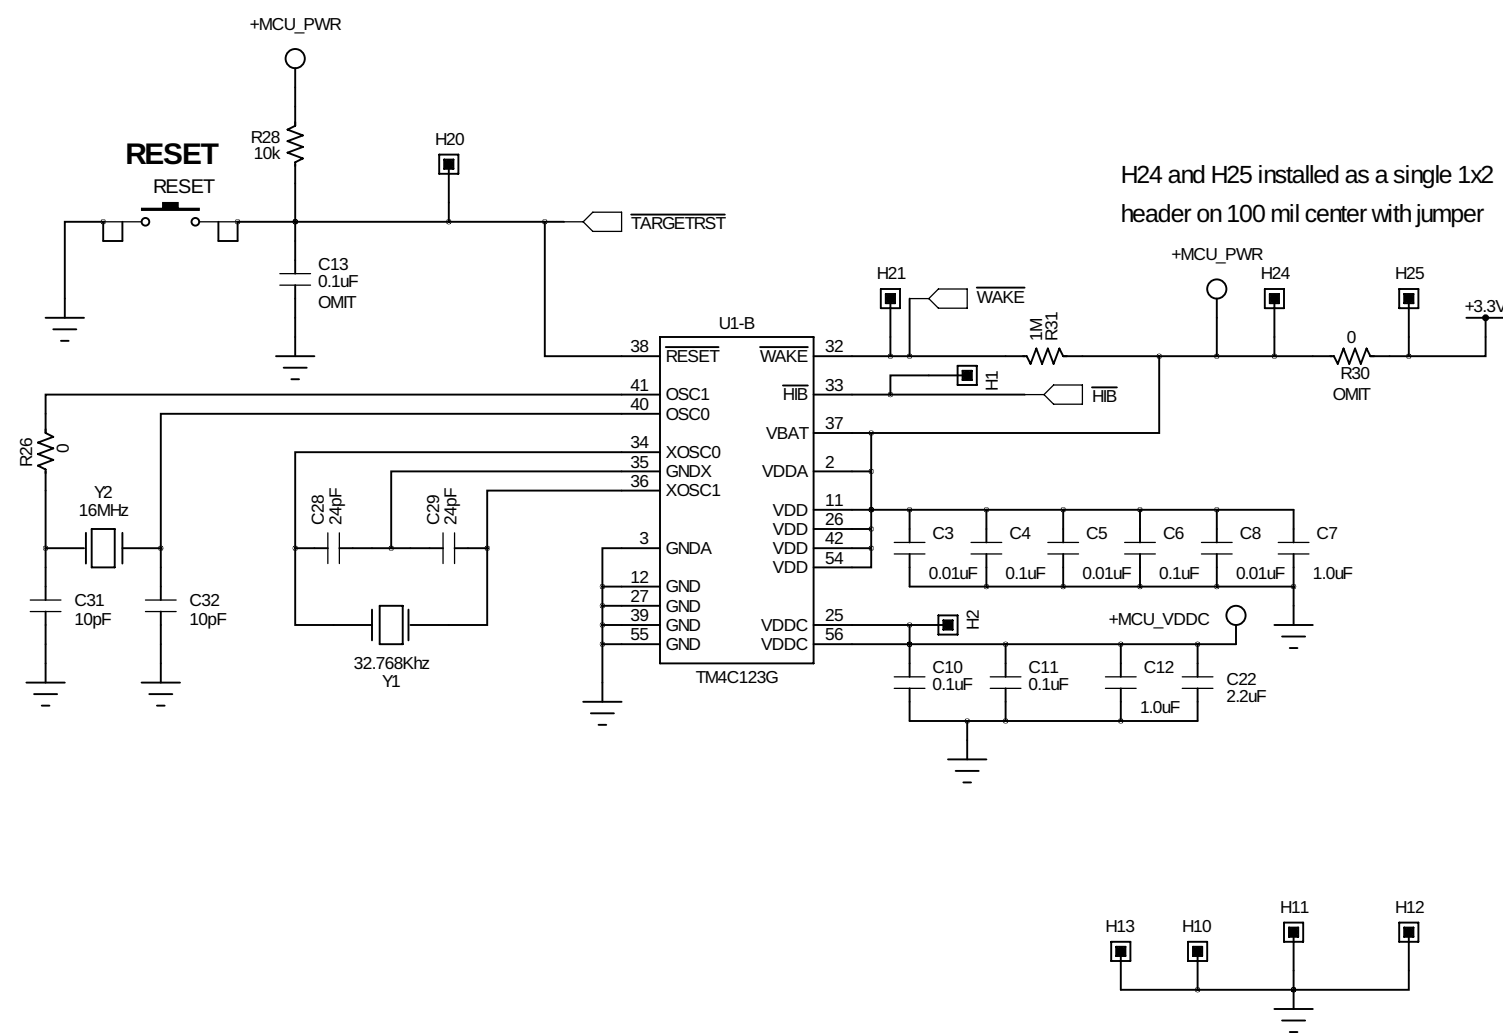 +MCU_PWR
R28
10k
RESET
RESET
H20
TARGETRST
C13
0.1uF
OMIT
H24 and H25 installed as a single 1x2
header on 100 mil center with jumper
+MCU_PWR
H21
WAKE
1M
R31
H24
H25
+3.3V
0
R30
OMIT
H1
HIB
U1-B
38
RESET
41
OSC1
40
OSC0
34
XOSC0
35
GNDX
36
XOSC1
3
GNDA
12
GND
27
GND
39
GND
55
GND
WAKE
32
HIB
33
VBAT
37
VDDA
2
VDD
11
VDD
26
VDD
42
VDD
54
VDDC
25
VDDC
56
TM4C123G
R26
0
Y2
16MHz
C31
10pF
C32
10pF
C28
24pF
C29
24pF
32.768Khz
Y1
C3
0.01uF
C4
0.1uF
C5
0.01uF
C6
0.1uF
C8
0.01uF
C7
1.0uF
H2
+MCU_VDDC
C10
0.1uF
C11
0.1uF
C12
1.0uF
C22
2.2uF
H13
H10
H11
H12